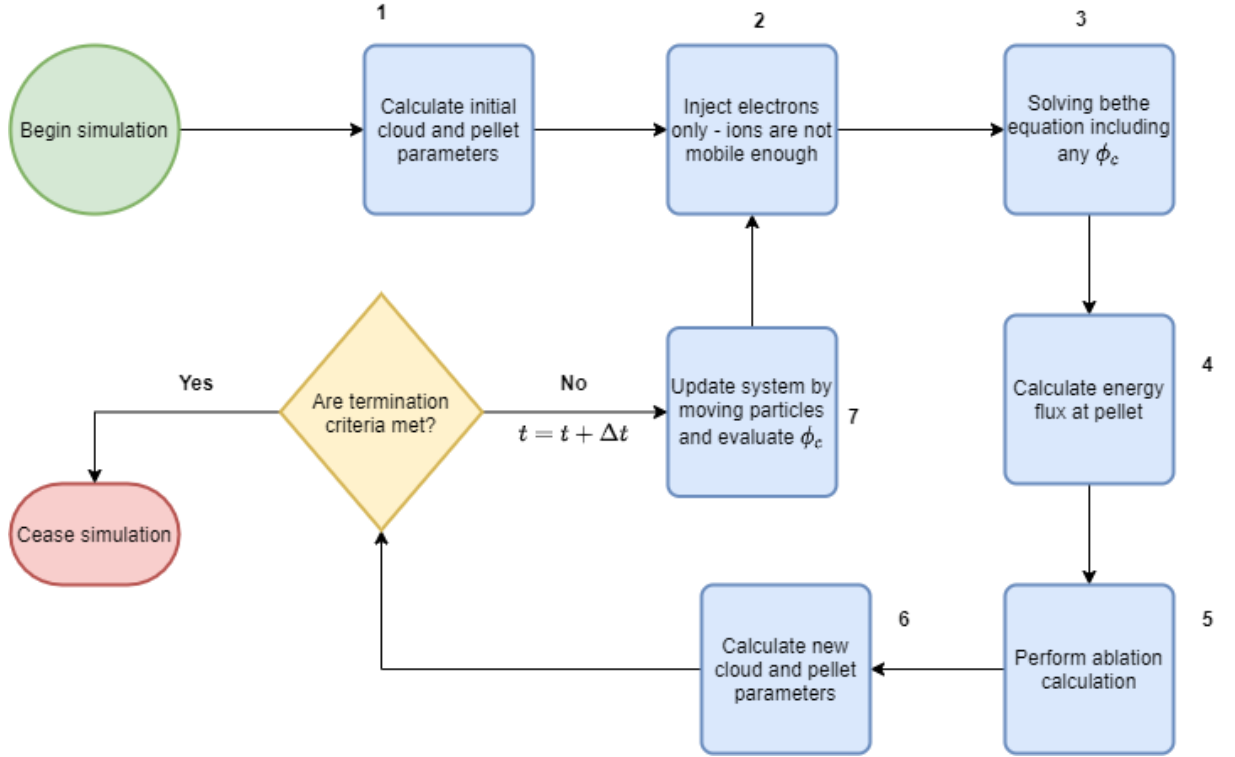 1
2
3
Begin simulation
Calculate initial
cloud and pellet
parameters
Inject electrons
only - ions are not
mobile enough
Solving bethe
equation including
any ϕ_c
4
Calculate energy
flux at pellet
Yes
Are termination
criteria met?
No
t = t + Δt
Update system by
moving particles
and evaluate ϕ_c
7
Cease simulation
6
Calculate new
cloud and pellet
parameters
5
Perform ablation
calculation